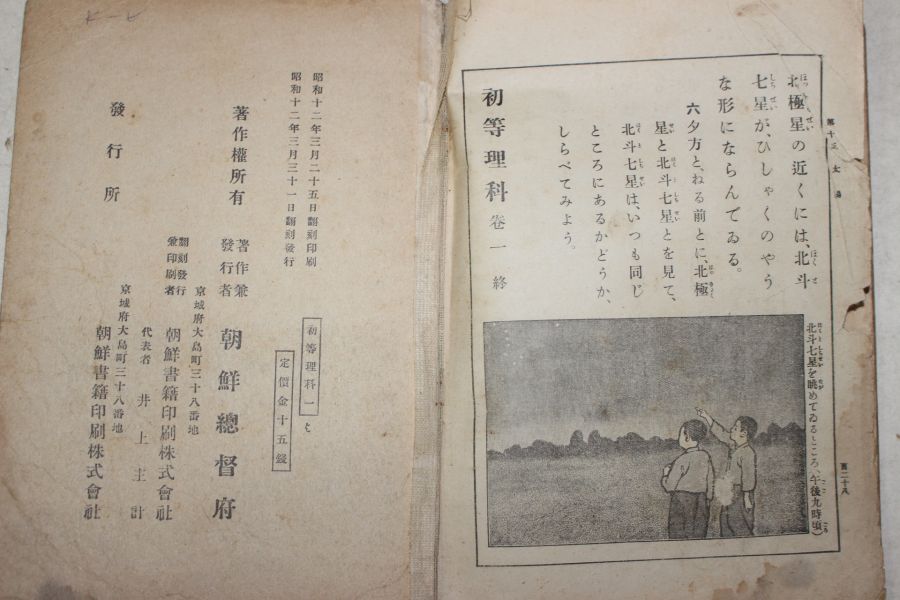 北極星の近くには、北斗
七星が、ひしゃくのやう
な形にならんでゐる。
六夕方と、ねる前とに、北極
星と北斗七星とを見て、
北斗七星は、いつも同じ
ところにあるかどうか、
しらべてみよう。
初等理科 卷一 終
北斗七星を眺めてゐるところ、(午後九時頃)
昭和十二年三月二十五日翻刻印刷
昭和十二年三月三十一日翻刻發行
初等理科一
定價金十五錢
著作權所有
著作兼
發行者
朝鮮總督府
京城府大島町三十八番地
翻刻發行
兼印刷者
朝鮮書籍印刷株式會社
代表者 井上主計
京城府大島町三十八番地
發行所
朝鮮書籍印刷株式會社